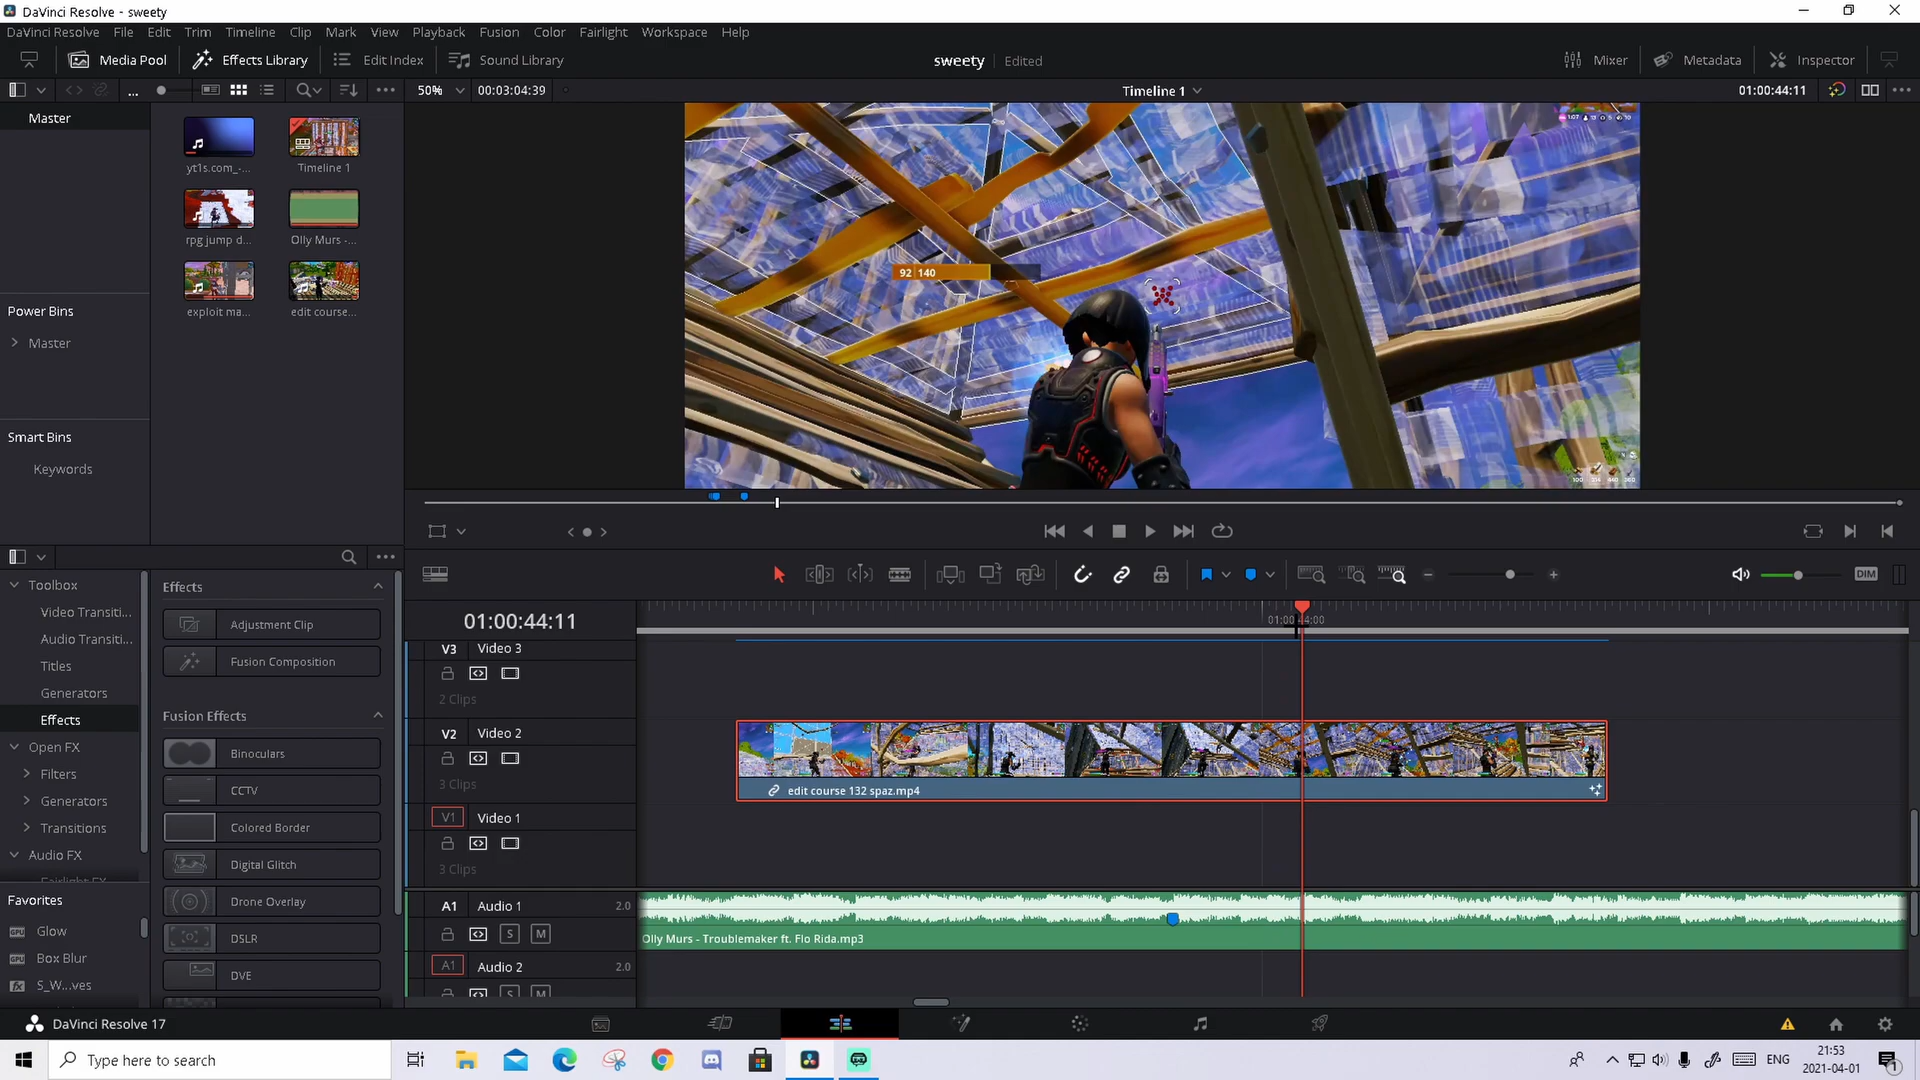 DaVinci Resolve - sweety
DaVinci Resolve File Edit Trim Timeline Clip Mark View Playback Fusion Color Fairlight Workspace Help
Media Pool Effects Library Edit Index Sound Library sweety Edited Mixer Metadata Inspector
50% 00:03:04:39 Timeline 1 01:00:44:11
Master
yt1s.com_-... Timeline 1
rpg jump d... Olly Murs -...
exploit ma... edit course...
Power Bins
Master
Smart Bins
Keywords
92 140
Toolbox
Video Transiti...
Audio Transiti...
Titles
Generators
Effects
Open FX
Filters
Generators
Transitions
Audio FX
Fairlight FX
Favorites
Glow
Box Blur
S_W...ves
Effects
Adjustment Clip
Fusion Composition
Fusion Effects
Binoculars
CCTV
Colored Border
Digital Glitch
Drone Overlay
DSLR
DVE
DIM
01:00:44:11
01:00:44:00
V3 Video 3
2 Clips
V2 Video 2
3 Clips
edit course 132 spaz.mp4
V1 Video 1
3 Clips
A1 Audio 1 2.0
S M
Olly Murs - Troublemaker ft. Flo Rida.mp3
A1 Audio 2 2.0
S M
DaVinci Resolve 17
Type here to search
ENG
21:53
2021-04-01
1